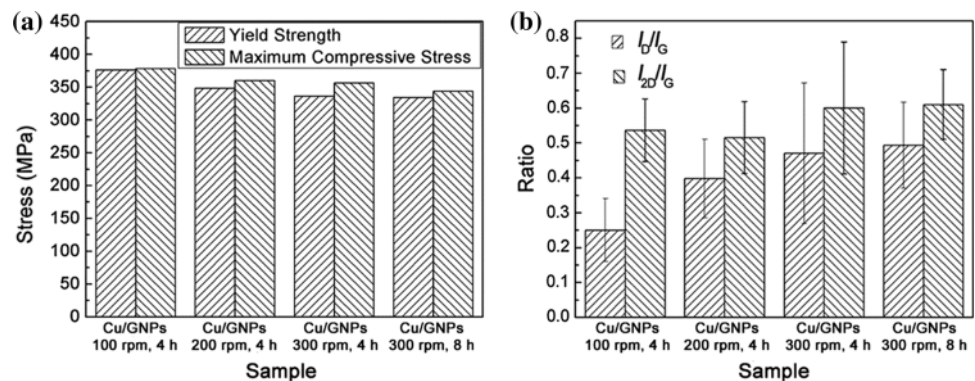 (a)
450
400
350
300
250
200
150
100
50
0
Stress (MPa)
Yield Strength
Maximum Compressive Stress
Cu/GNPs Cu/GNPs Cu/GNPs Cu/GNPs
100 rpm, 4 h 200 rpm, 4 h 300 rpm, 4 h 300 rpm, 8 h
Sample
(b)
0.8
0.7
0.6
0.5
0.4
0.3
0.2
0.1
0.0
Ratio
I_D/I_G
I_2D/I_G
Cu/GNPs Cu/GNPs Cu/GNPs Cu/GNPs
100 rpm, 4 h 200 rpm, 4 h 300 rpm, 4 h 300 rpm, 8 h
Sample